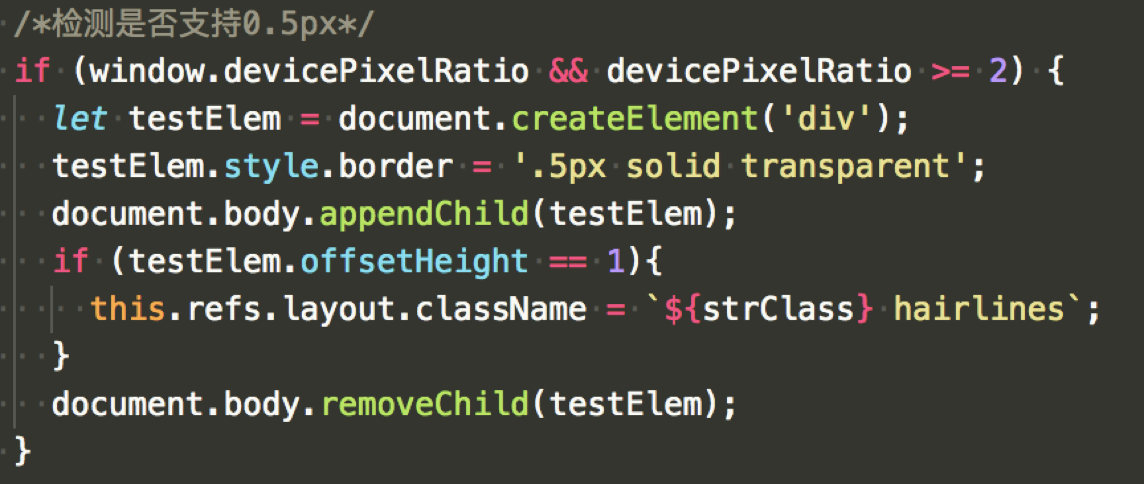 /*检测是否支持0.5px*/
if (window.devicePixelRatio && devicePixelRatio >= 2) {
let testElem = document.createElement('div');
testElem.style.border = '.5px solid transparent';
document.body.appendChild(testElem);
if (testElem.offsetHeight == 1){
this.refs.layout.className = `${strClass} hairlines`;
}
document.body.removeChild(testElem);
}